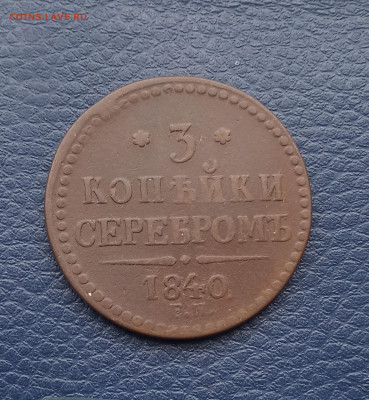 COINS.LAVE.RU
* 3 *
КОПѢЙКИ
СЕРЕБРОМЪ
1840.